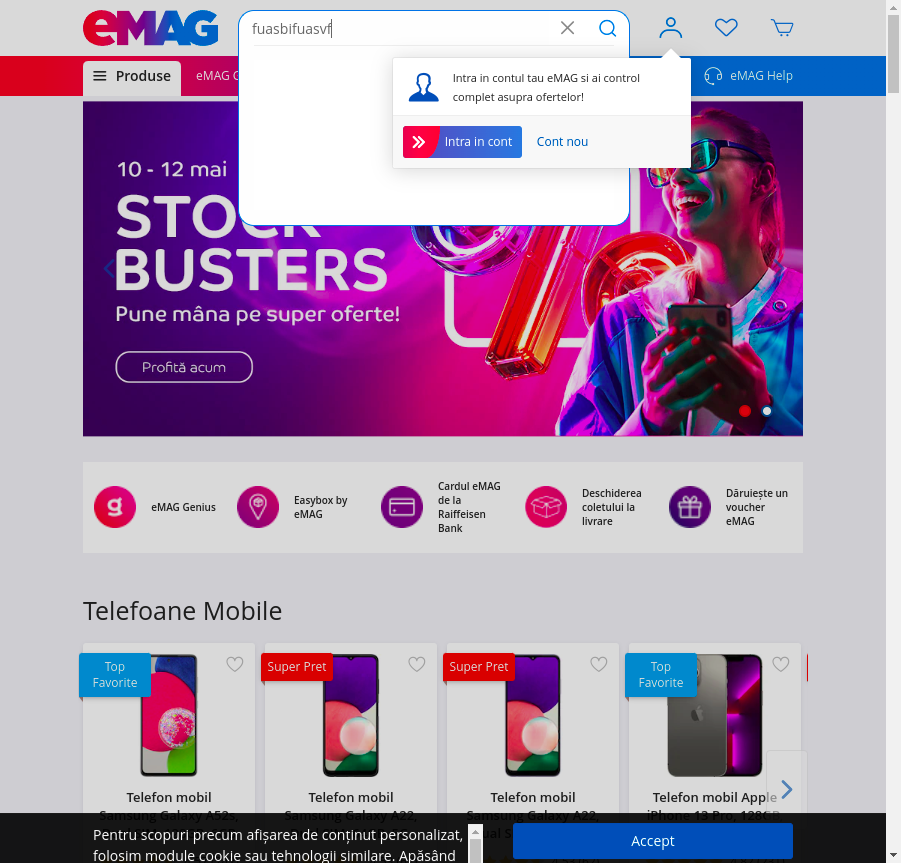 eMAG
fuasbifuasvf
Produse
eMAG G
eMAG Help
Intra in contul tau eMAG si ai control
complet asupra ofertelor!
Intra in cont
Cont nou
10 - 12 mai
STOCK
BUSTERS
Pune mâna pe super oferte!
Profită acum
g
eMAG Genius
Easybox by
eMAG
Cardul eMAG
de la
Raiffeisen
Bank
Deschiderea
coletului la
livrare
Dăruiește un
voucher
eMAG
Telefoane Mobile
Top
Favorite
Super Pret
Super Pret
Top
Favorite
Telefon mobil
Samsung Galaxy A52s,
Telefon mobil
Samsung Galaxy A22,
Telefon mobil
Samsung Galaxy A22,
Telefon mobil Apple
iPhone 13 Pro, 128GB,
Pentru scopuri precum afișarea de conținut personalizat,
folosim module cookie sau tehnologii similare. Apăsând
Accept